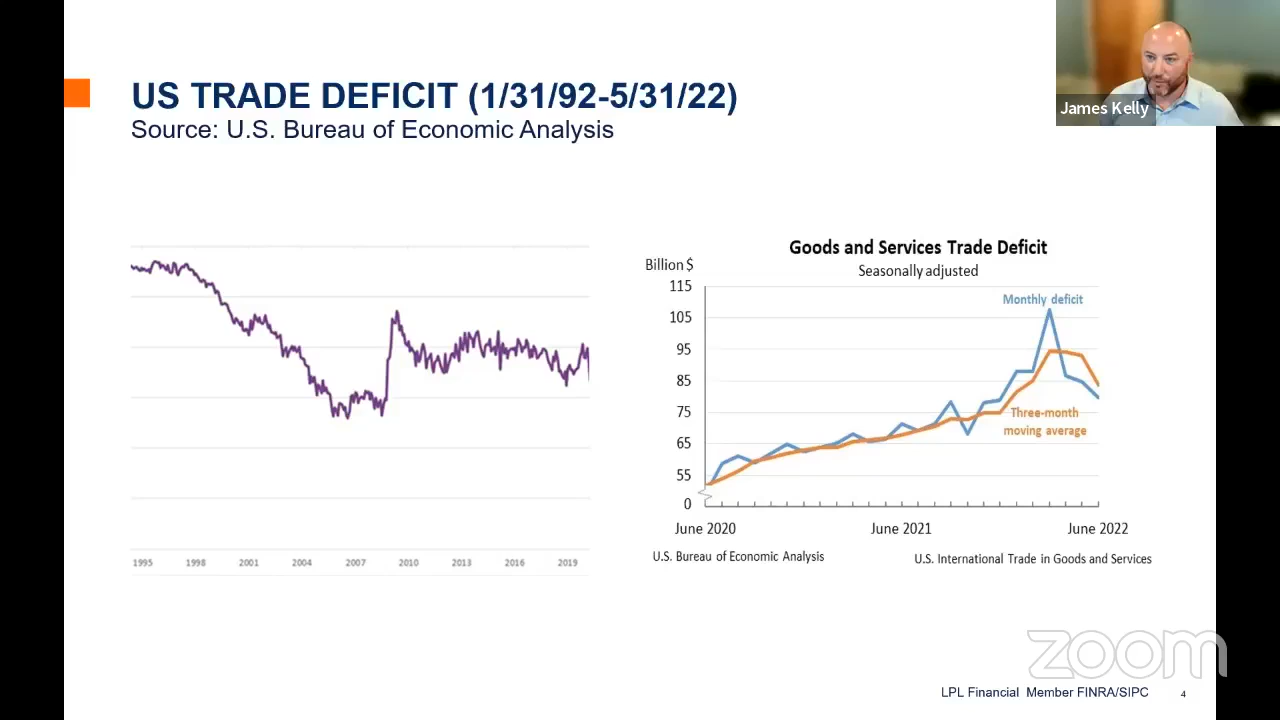 US TRADE DEFICIT (1/31/92-5/31/22)
Source: U.S. Bureau of Economic Analysis
James Kelly
1995 1998 2001 2004 2007 2010 2013 2016 2019
Goods and Services Trade Deficit
Seasonally adjusted
Billion $
115
105
95
85
75
65
55
0
Monthly deficit
Three-month
moving average
June 2020 June 2021 June 2022
U.S. Bureau of Economic Analysis
U.S. International Trade in Goods and Services
zoom
LPL Financial Member FINRA/SIPC 4